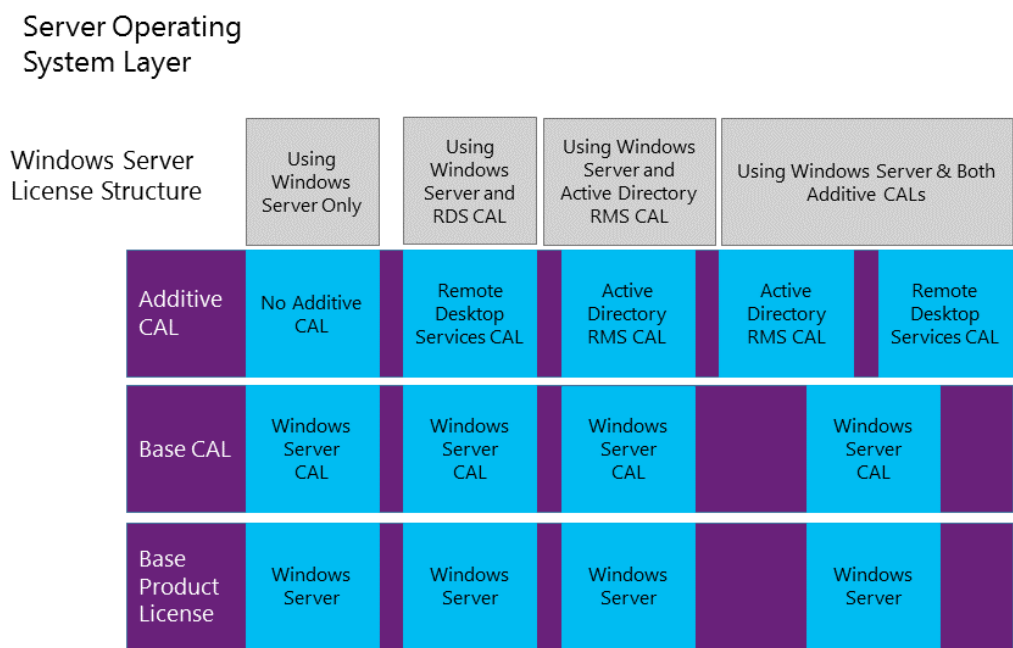 Server Operating
System Layer
Windows Server
License Structure
Using
Windows
Server Only
Using
Windows
Server and
RDS CAL
Using Windows
Server and
Active Directory
RMS CAL
Using Windows Server & Both
Additive CALs
Additive
CAL
No Additive
CAL
Remote
Desktop
Services CAL
Active
Directory
RMS CAL
Active
Directory
RMS CAL
Remote
Desktop
Services CAL
Base CAL
Windows
Server
CAL
Windows
Server
CAL
Windows
Server
CAL
Windows
Server
CAL
Base
Product
License
Windows
Server
Windows
Server
Windows
Server
Windows
Server